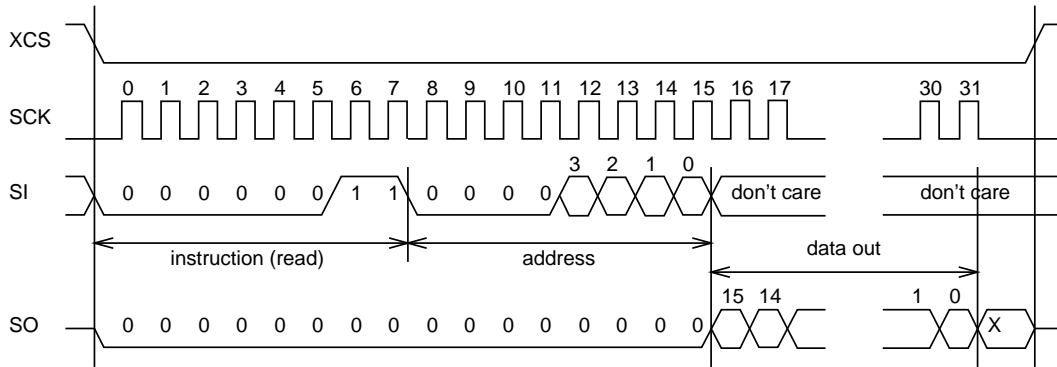 XCS
0 1 2 3 4 5 6 7 8 9 10 11 12 13 14 15 16 17 30 31
SCK
3 2 1 0
SI 0 0 0 0 0 0 1 1 0 0 0 0 don't care don't care
instruction (read) address data out
15 14 1 0
SO 0 0 0 0 0 0 0 0 0 0 0 0 0 0 0 0 X